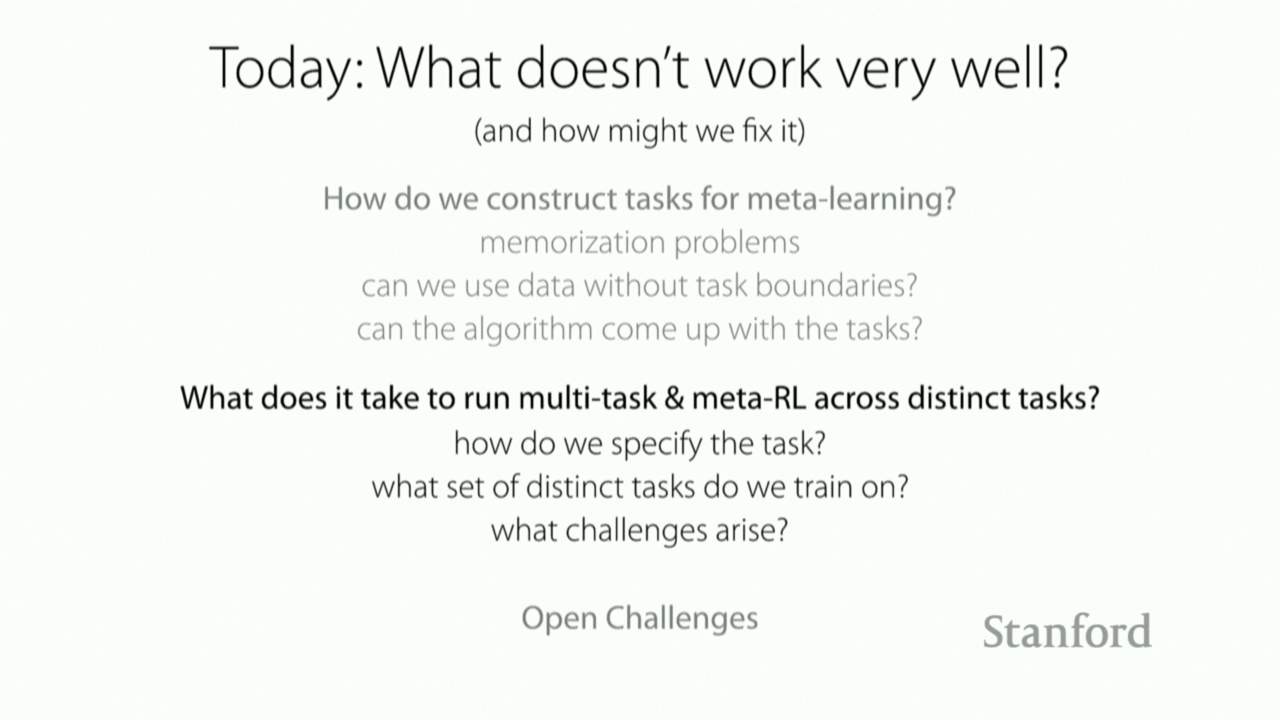 Today: What doesn't work very well?
(and how might we fix it)
How do we construct tasks for meta-learning?
memorization problems
can we use data without task boundaries?
can the algorithm come up with the tasks?
What does it take to run multi-task & meta-RL across distinct tasks?
how do we specify the task?
what set of distinct tasks do we train on?
what challenges arise?
Open Challenges
Stanford